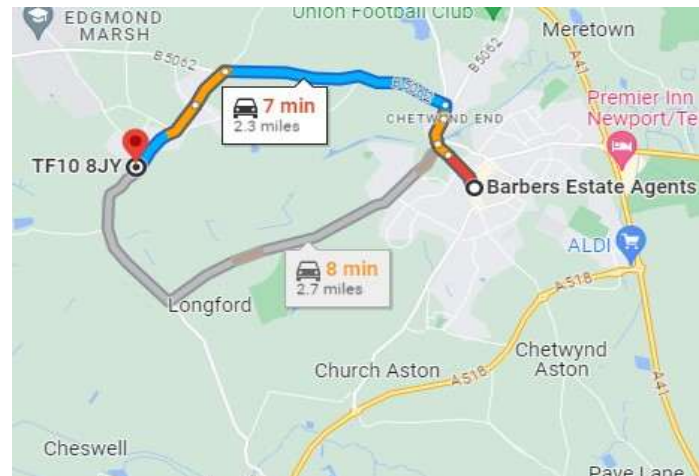 EDGMOND
MARSH
Union Football Club
Meretown
B5062
A41
B5062
7 min
2.3 miles
CHETWYND END
Premier Inn
Newport/Te
TF10 8JY
Barbers Estate Agents
ALDI
8 min
2.7 miles
A518
Longford
Chetwynd
Aston
Church Aston
A518
A41
Cheswell
Pave Lane